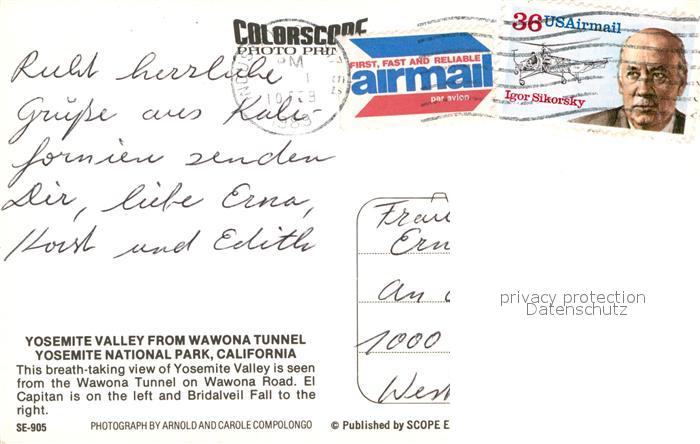 COLORSCOPE
PHOTO PRINT
PM
1989
FIRST, FAST AND RELIABLE
airmail
par avion
36 USAirmail
Igor Sikorsky
Recht herzliche
Grüße aus Kali-
fornien senden
Dir, liebe Erna,
Horst und Edith
Frau
Ern
An
1000
West
privacy protection
Datenschutz
YOSEMITE VALLEY FROM WAWONA TUNNEL
YOSEMITE NATIONAL PARK, CALIFORNIA
This breath-taking view of Yosemite Valley is seen
from the Wawona Tunnel on Wawona Road. El
Capitan is on the left and Bridalveil Fall to the
right.
SE-905 PHOTOGRAPH BY ARNOLD AND CAROLE COMPOLONGO © Published by SCOPE E